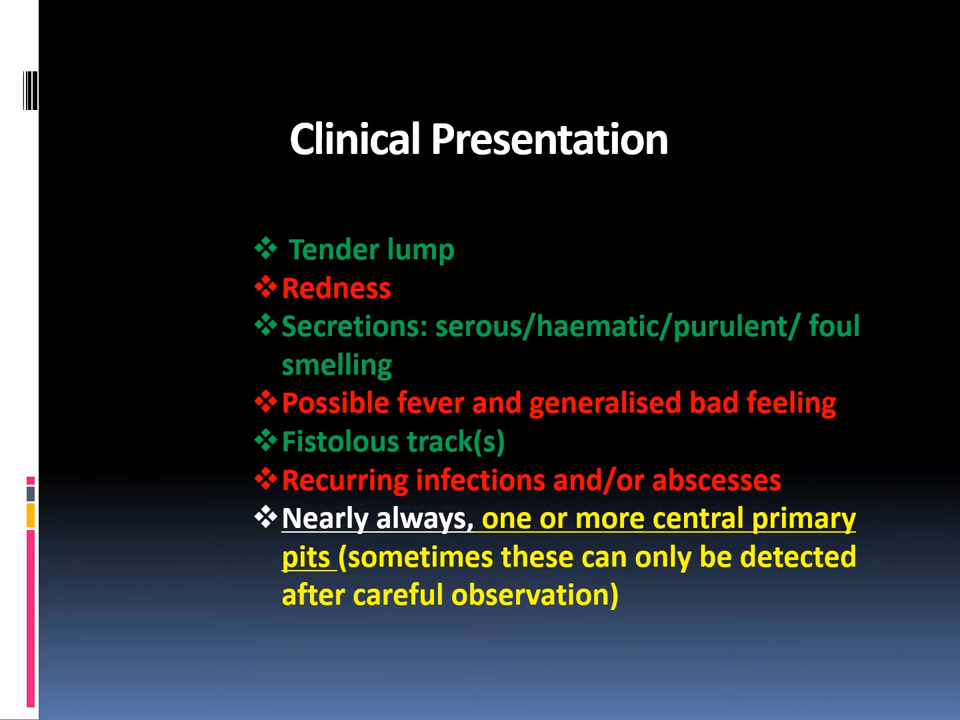 Clinical Presentation
❖ Tender lump
❖ Redness
❖ Secretions: serous/haematic/purulent/ foul
smelling
❖ Possible fever and generalised bad feeling
❖ Fistolous track(s)
❖ Recurring infections and/or abscesses
❖ Nearly always, one or more central primary
pits (sometimes these can only be detected
after careful observation)